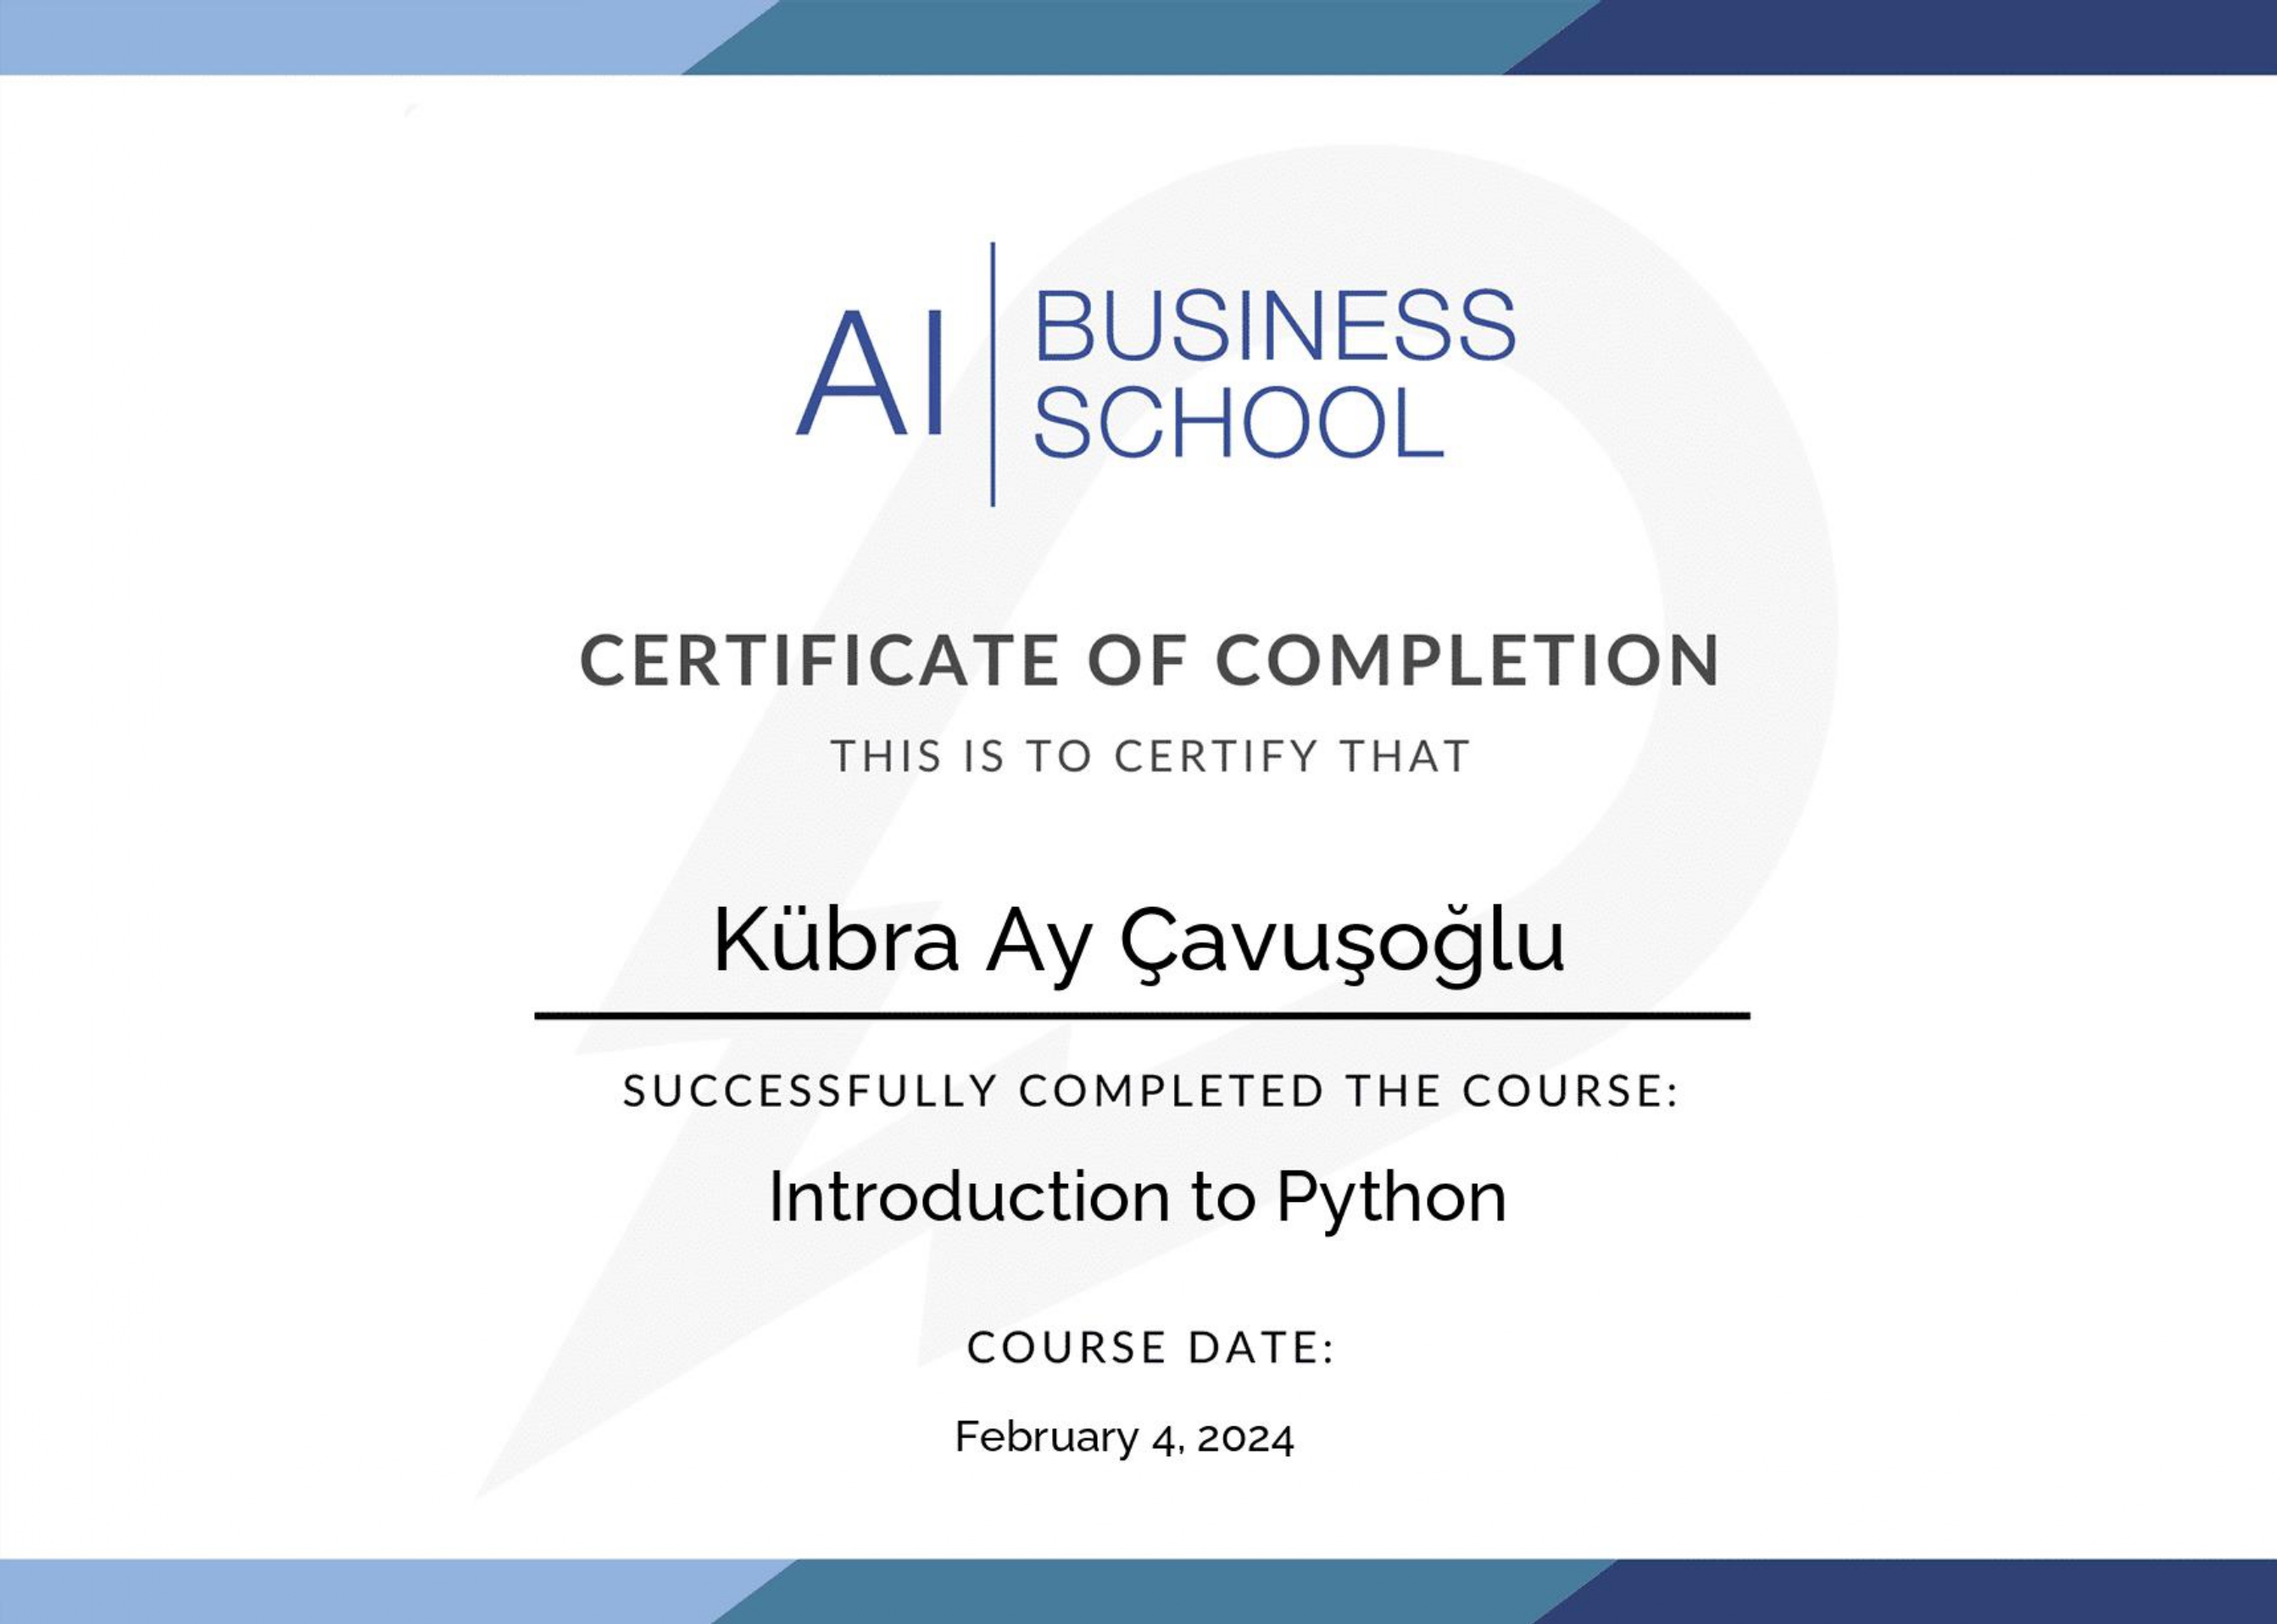 AI
BUSINESS
SCHOOL
CERTIFICATE OF COMPLETION
THIS IS TO CERTIFY THAT
Kübra Ay Çavuşoğlu
SUCCESSFULLY COMPLETED THE COURSE:
Introduction to Python
COURSE DATE:
February 4, 2024